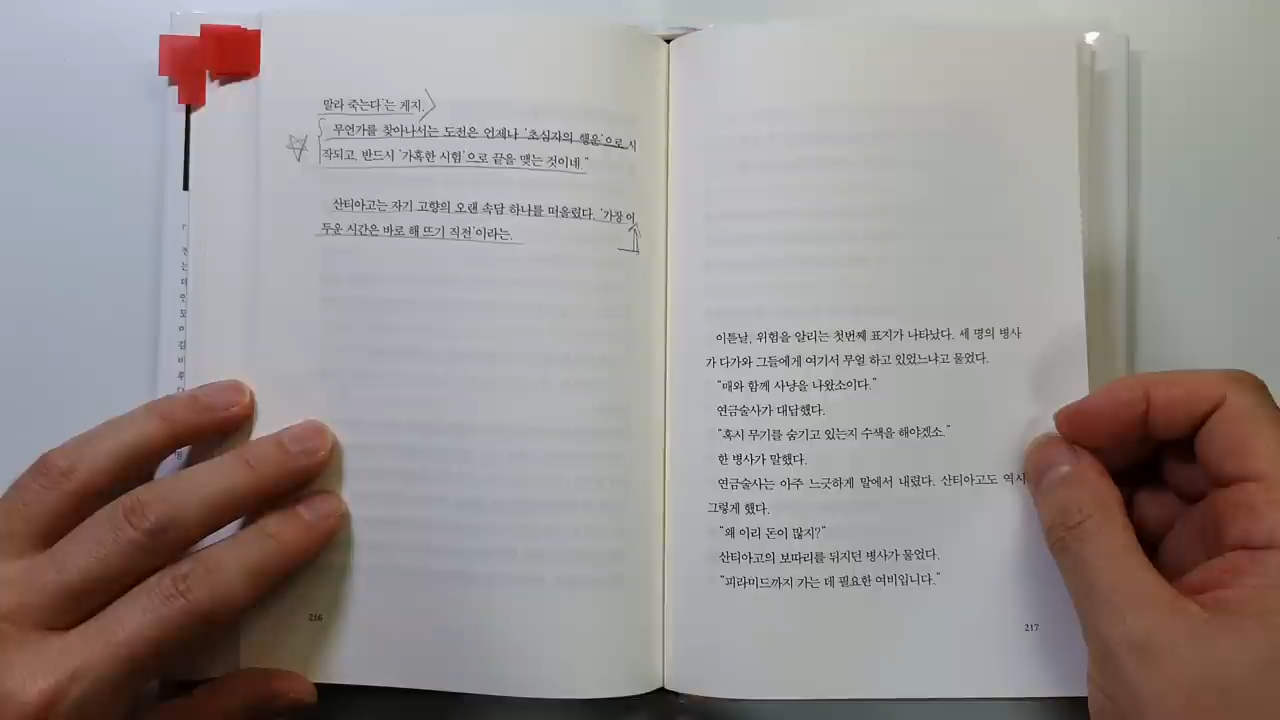 말라 죽는다'는 게지.
무언가를 찾아나서는 도전은 언제나 '초심자의 행운'으로 시
작되고, 반드시 '가혹한 시험'으로 끝을 맺는 것이네."
산티아고는 자기 고향의 오랜 속담 하나를 떠올렸다. '가장 어
두운 시간은 바로 해 뜨기 직전'이라는.
216
이튿날, 위험을 알리는 첫번째 표지가 나타났다. 세 명의 병사
가 다가와 그들에게 여기서 무얼 하고 있었느냐고 물었다.
"매와 함께 사냥을 나왔소이다."
연금술사가 대답했다.
"혹시 무기를 숨기고 있는지 수색을 해야겠소."
한 병사가 말했다.
연금술사는 아주 느긋하게 말에서 내렸다. 산티아고도 역시
그렇게 했다.
"왜 이리 돈이 많지?"
산티아고의 보따리를 뒤지던 병사가 물었다.
"피라미드까지 가는 데 필요한 여비입니다."
217